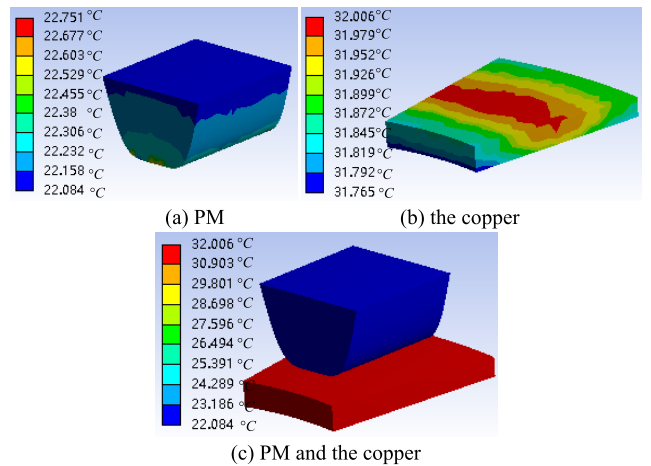 22.751 °C
22.677 °C
22.603 °C
22.529 °C
22.455 °C
22.38 °C
22.306 °C
22.232 °C
22.158 °C
22.084 °C
(a) PM
32.006 °C
31.979 °C
31.952 °C
31.926 °C
31.899 °C
31.872 °C
31.845 °C
31.819 °C
31.792 °C
31.765 °C
(b) the copper
32.006 °C
30.903 °C
29.801 °C
28.698 °C
27.596 °C
26.494 °C
25.391 °C
24.289 °C
23.186 °C
22.084 °C
(c) PM and the copper